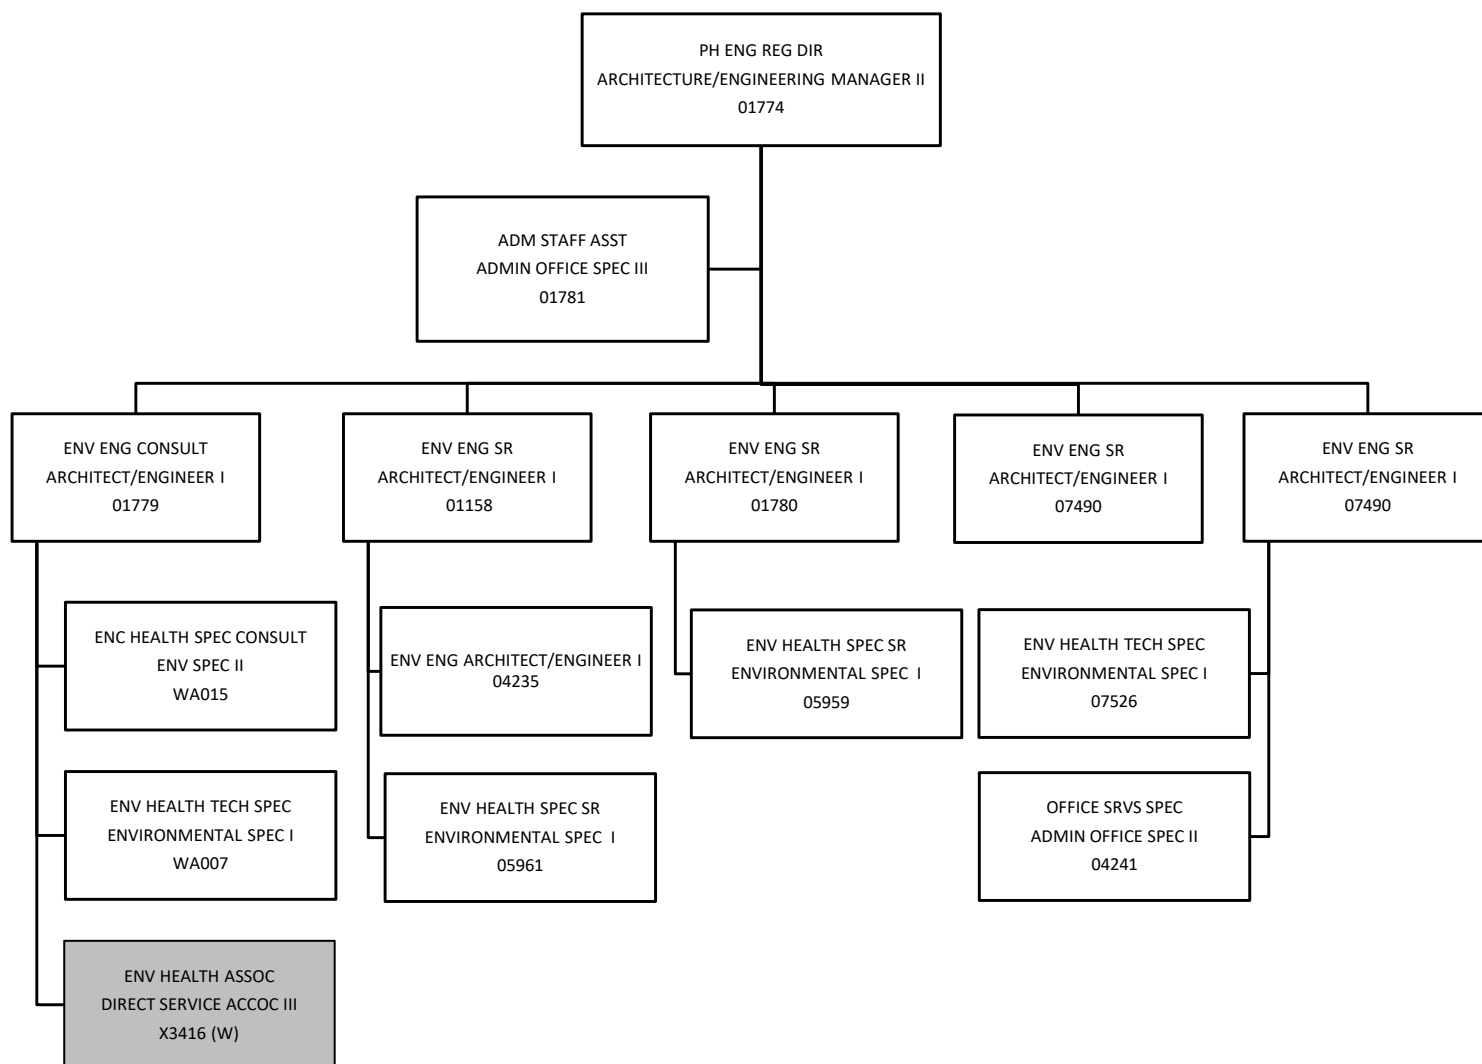 PH ENG REG DIR
ARCHITECTURE/ENGINEERING MANAGER II
01774
ADM STAFF ASST
ADMIN OFFICE SPEC III
01781
ENV ENG CONSULT
ARCHITECT/ENGINEER I
01779
ENV ENG SR
ARCHITECT/ENGINEER I
01158
ENV ENG SR
ARCHITECT/ENGINEER I
01780
ENV ENG SR
ARCHITECT/ENGINEER I
07490
ENV ENG SR
ARCHITECT/ENGINEER I
07490
ENC HEALTH SPEC CONSULT
ENV SPEC II
WA015
ENV HEALTH TECH SPEC
ENVIRONMENTAL SPEC I
WA007
ENV HEALTH ASSOC
DIRECT SERVICE ACCOC III
X3416 (W)
ENV ENG ARCHITECT/ENGINEER I
04235
ENV HEALTH SPEC SR
ENVIRONMENTAL SPEC I
05961
ENV HEALTH SPEC SR
ENVIRONMENTAL SPEC I
05959
ENV HEALTH TECH SPEC
ENVIRONMENTAL SPEC I
07526
OFFICE SRVS SPEC
ADMIN OFFICE SPEC II
04241